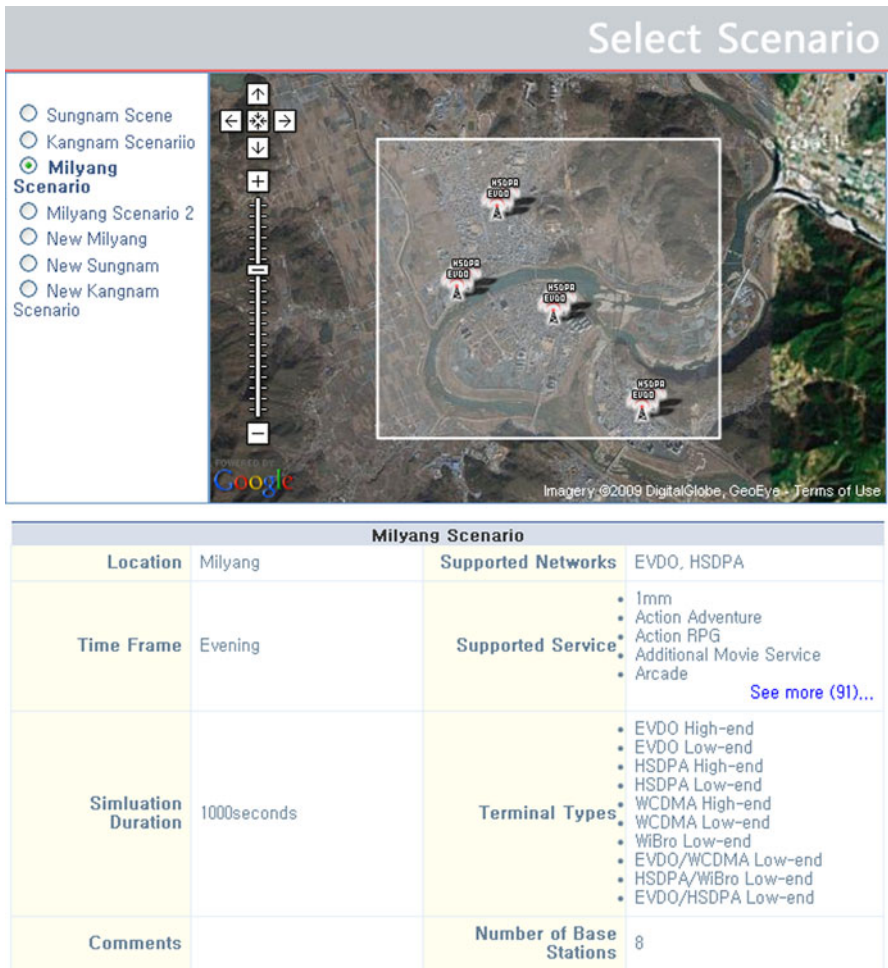 Select Scenario
Sungnam Scene
Kangnam Scenariio
Milyang
Scenario
Milyang Scenario 2
New Milyang
New Sungnam
New Kangnam
Scenario
HSDPA
EVDO
HSDPA
EVDO
HSDPA
EVDO
HSDPA
EVDO
POWERED BY
Google
Imagery ©2009 DigitalGlobe, GeoEye - Terms of Use
Milyang Scenario
Location Milyang Supported Networks EVDO, HSDPA
Time Frame Evening Supported Service
• 1mm
• Action Adventure
• Action RPG
• Additional Movie Service
• Arcade
See more (91)...
Simluation
Duration
1000seconds
Terminal Types
• EVDO High-end
• EVDO Low-end
• HSDPA High-end
• HSDPA Low-end
• WCDMA High-end
• WCDMA Low-end
• WiBro Low-end
• EVDO/WCDMA Low-end
• HSDPA/WiBro Low-end
• EVDO/HSDPA Low-end
Comments
Number of Base
Stations
8